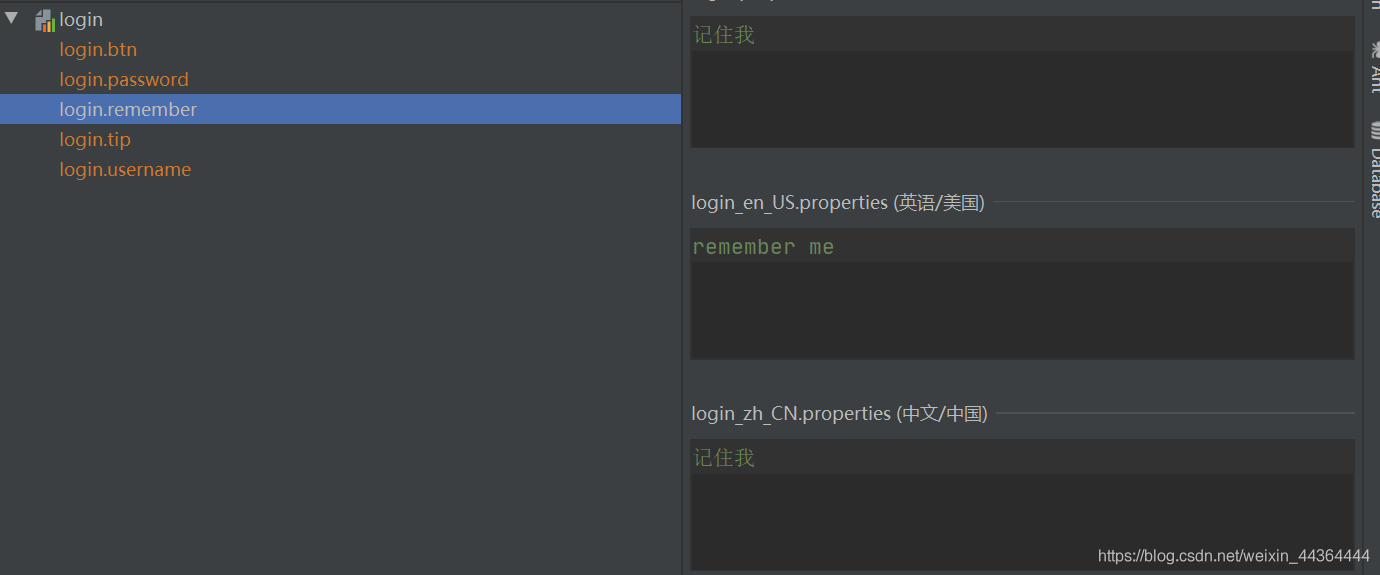 login
login.btn
login.password
login.remember
login.tip
login.username
记住我
login_en_US.properties (英语/美国)
remember me
login_zh_CN.properties (中文/中国)
记住我
Ant
Database
https://blog.csdn.net/weixin_44364444